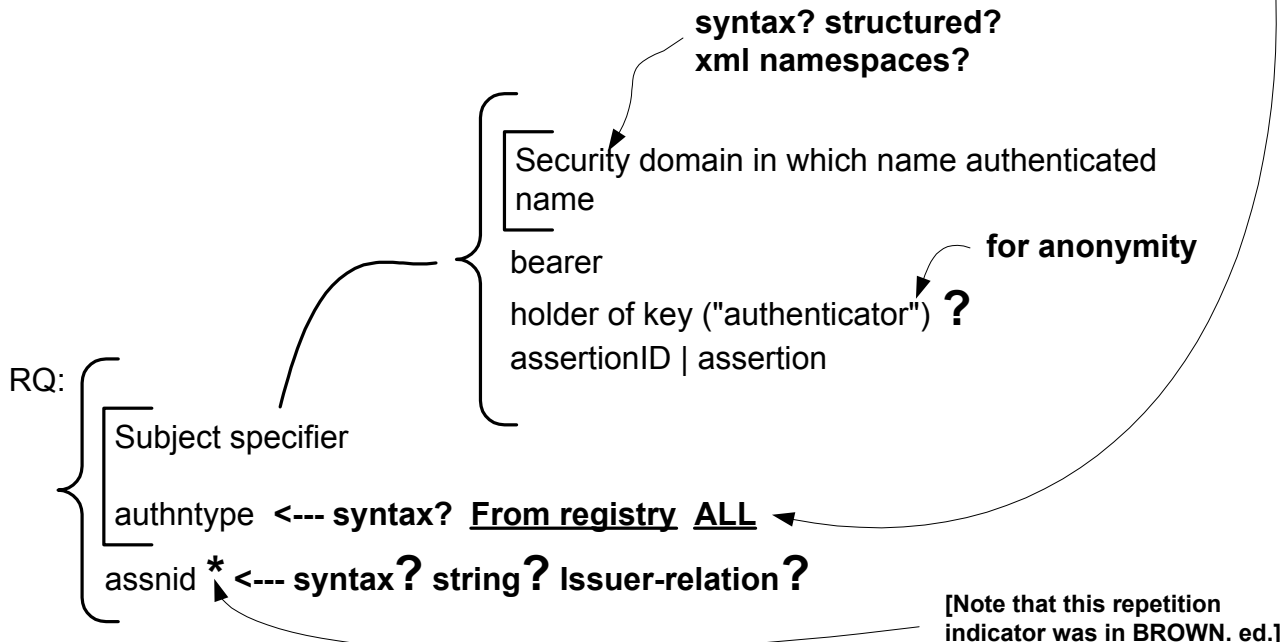 syntax? structured?
xml namespaces?
Security domain in which name authenticated
name
bearer
for anonymity
holder of key ("authenticator") ?
assertionID | assertion
RQ:
Subject specifier
authntype <--- syntax? From registry ALL
assnid * <--- syntax? string? Issuer-relation?
[Note that this repetition
indicator was in BROWN. ed.]